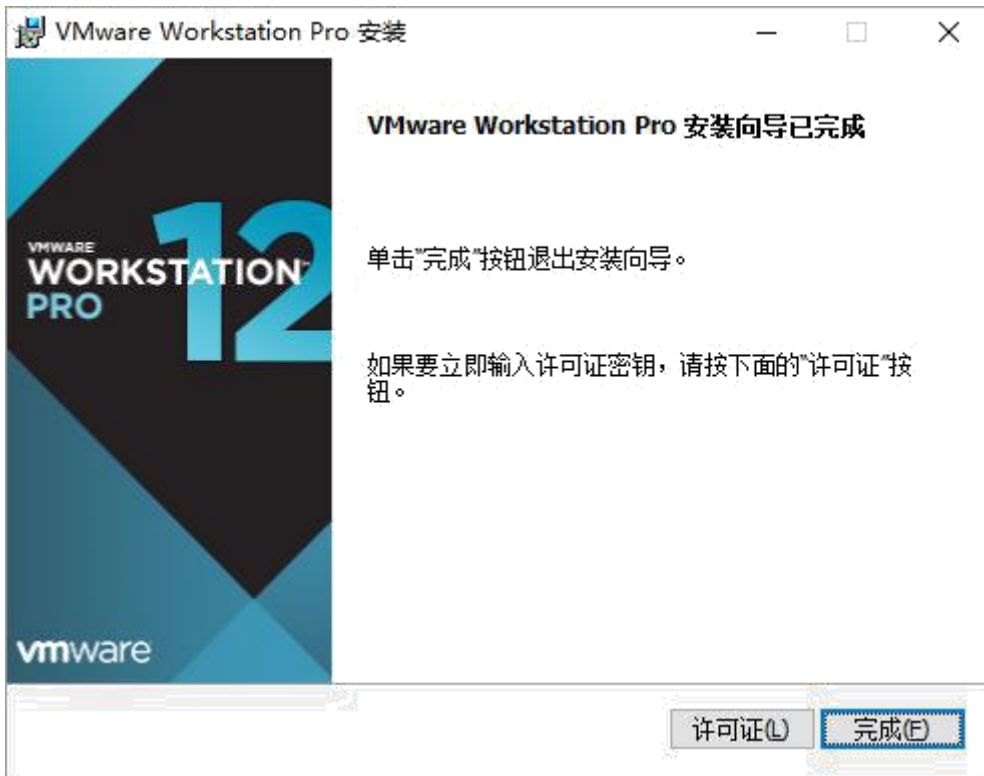 VMware Workstation Pro 安装
VMware Workstation Pro 安装向导已完成
12
VMWARE
WORKSTATION™
PRO
单击"完成"按钮退出安装向导。
如果要立即输入许可证密钥，请按下面的"许可证"按
钮。
vmware
许可证(L)
完成(F)